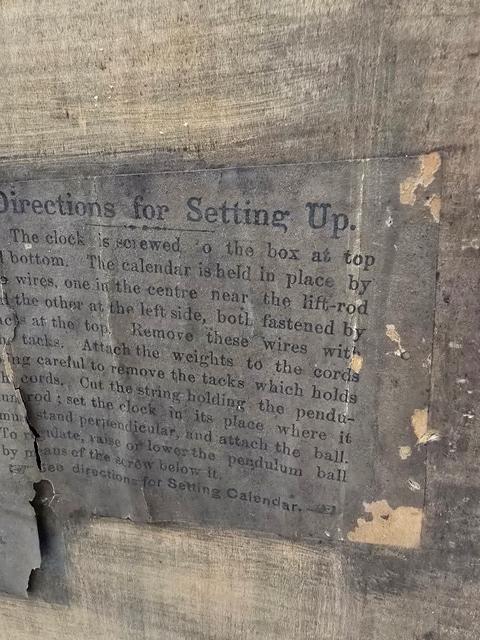 Directions for Setting Up.
The clock is screwed to the box at top
bottom. The calendar is held in place by
wires, one in the centre near the lift-rod
the other at the left side, both fastened by
at the top. Remove these wires with
tacks. Attach the weights to the cords
careful to remove the tacks which holds
cords. Cut the string holding the pendu-
rod; set the clock in its place where it
stand perpendicular, and attach the ball.
To regulate, raise or lower the pendulum ball
by means of the screw below it.
☞ See directions for Setting Calendar. ☜